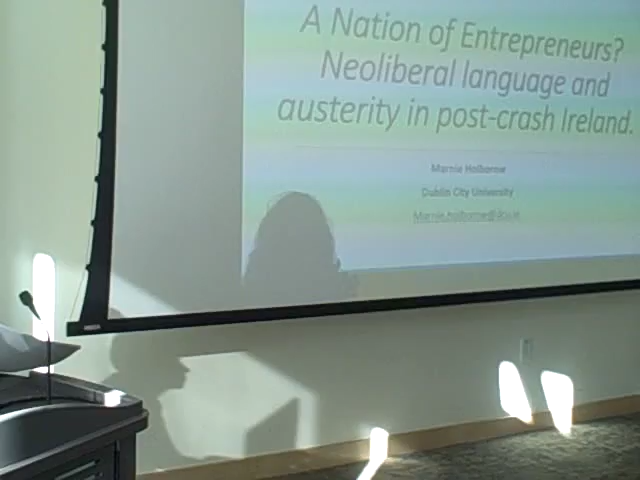 A Nation of Entrepreneurs?
Neoliberal language and
austerity in post-crash Ireland.
Marnie Holborow
Dublin City University